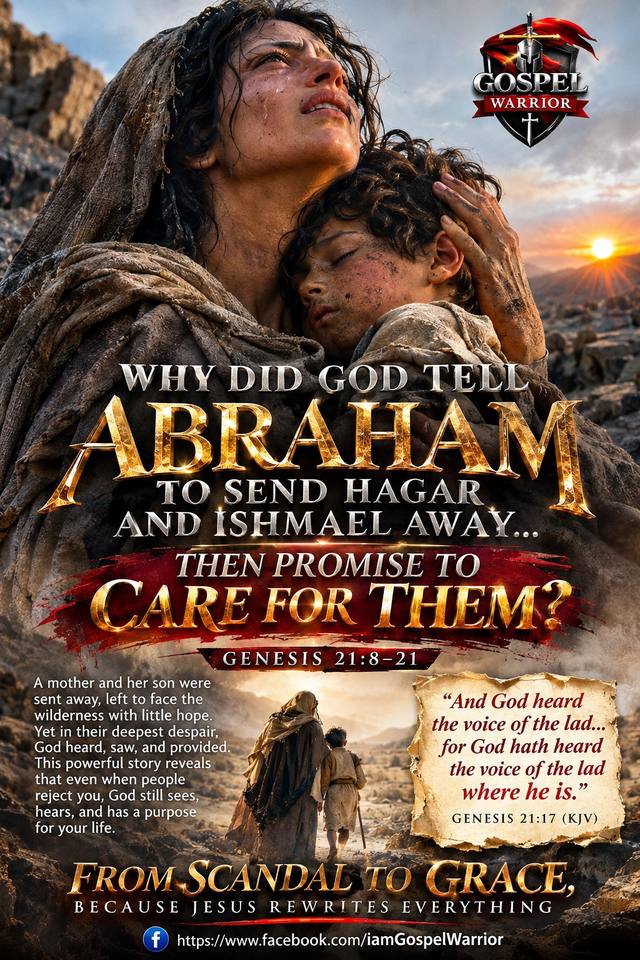 GOSPEL
WARRIOR
WHY DID GOD TELL
ABRAHAM
TO SEND HAGAR
AND ISHMAEL AWAY...
THEN PROMISE TO
CARE FOR THEM?
GENESIS 21:8–21
A mother and her son were
sent away, left to face the
wilderness with little hope.
Yet in their deepest despair,
God heard, saw, and provided.
This powerful story reveals
that even when people
reject you, God still sees,
hears, and has a purpose
for your life.
“And God heard
the voice of the lad...
for God hath heard
the voice of the lad
where he is.”
GENESIS 21:17 (KJV)
FROM SCANDAL TO GRACE,
BECAUSE JESUS REWRITES EVERYTHING
f https://www.facebook.com/iamGospelWarrior